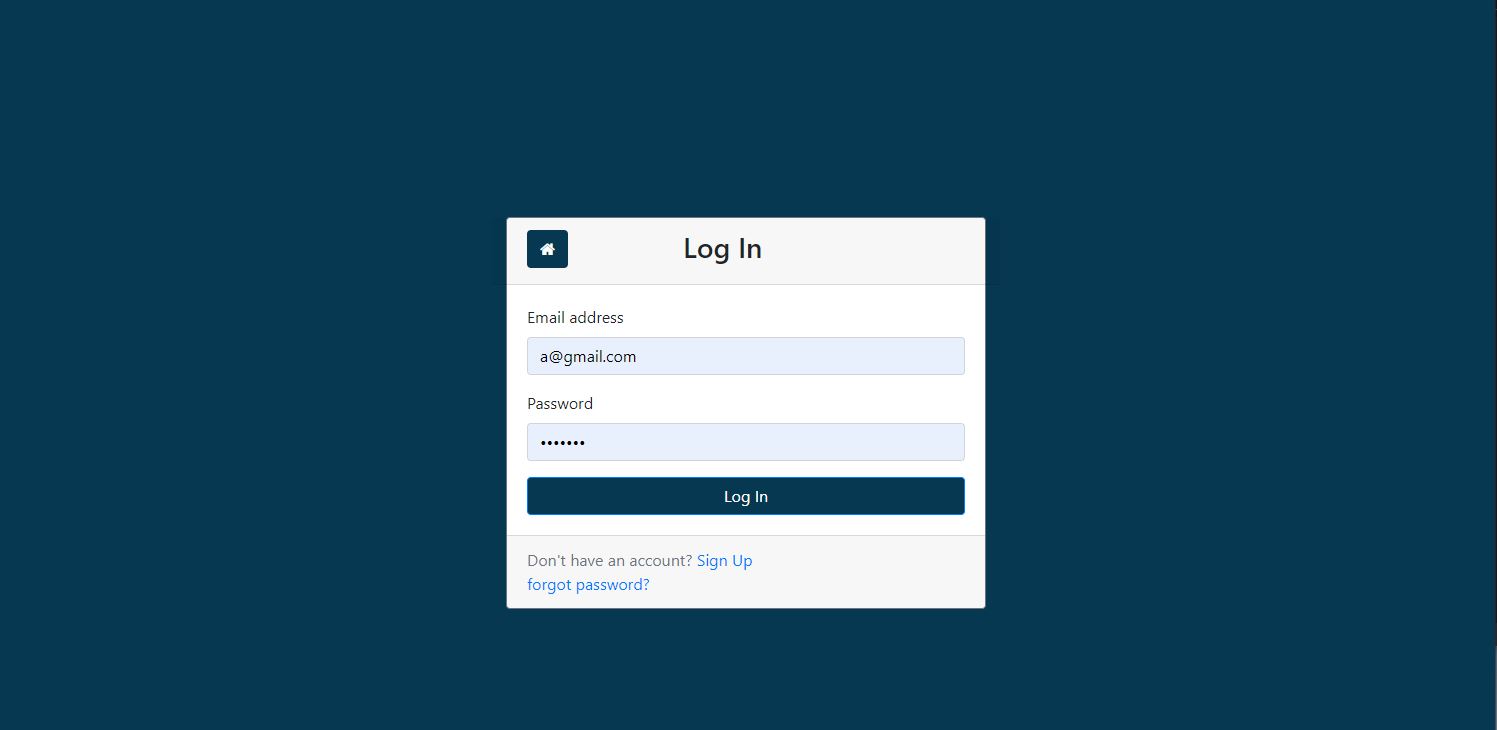 Log In
Email address
a@gmail.com
Password
•••••••
Log In
Don't have an account? Sign Up
forgot password?